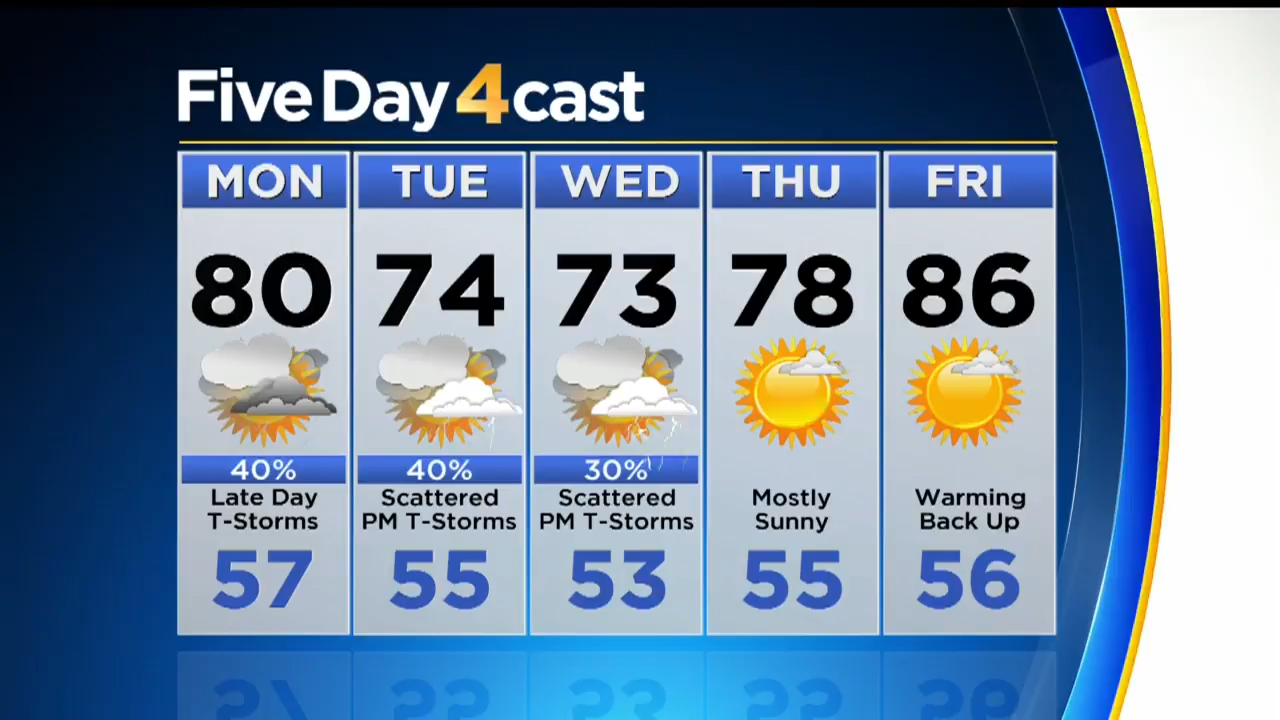 Five Day 4cast
MON TUE WED THU FRI
80 74 73 78 86
40% 40% 30%
Late Day Scattered Scattered Mostly Warming
T-Storms PM T-Storms PM T-Storms Sunny Back Up
57 55 53 55 56